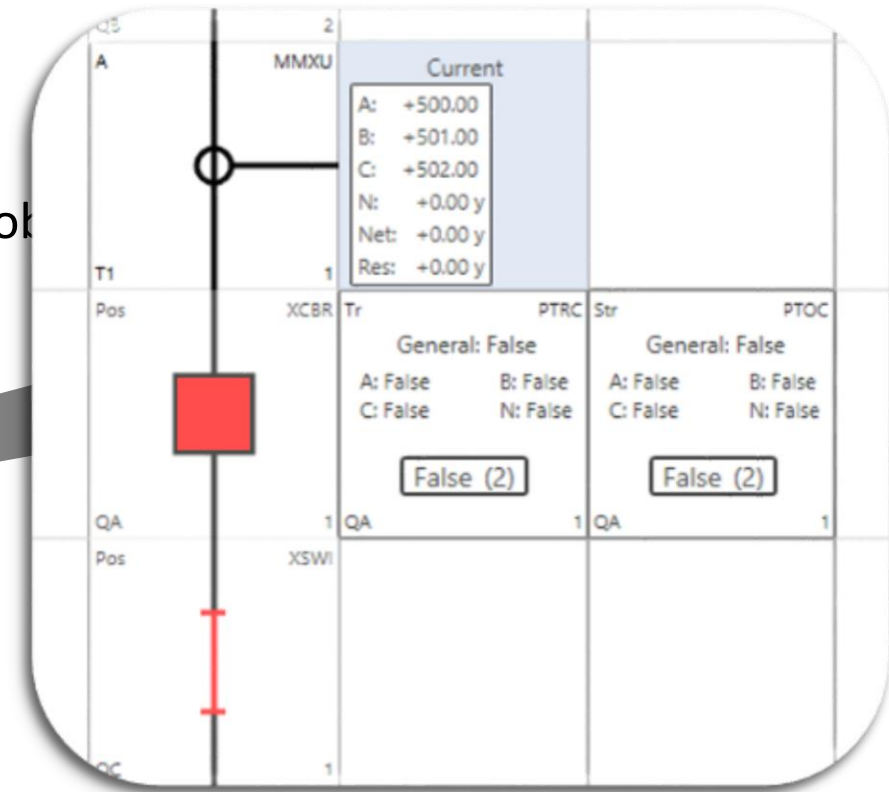 QB 2
A MMXU
Current
A: +500.00
B: +501.00
C: +502.00
N: +0.00 y
Net: +0.00 y
Res: +0.00 y
T1 1
Pos XCBR
Tr PTRC
Str PTOC
General: False
General: False
A: False B: False
A: False B: False
C: False N: False
C: False N: False
False (2)
False (2)
QA 1
QA 1
QA 1
Pos XSWI
QC 1